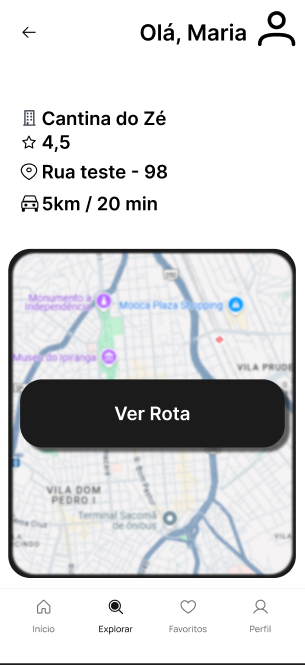 Olá, Maria
Cantina do Zé
4,5
Rua teste - 98
5km / 20 min
Monumento à
Independência
Mooca Plaza Shopping
Museu do Ipiranga
VILA PRUDE
Ver Rota
VILA DOM
PEDRO I
Terminal Sacomã
de ônibus
Início
Explorar
Favoritos
Perfil